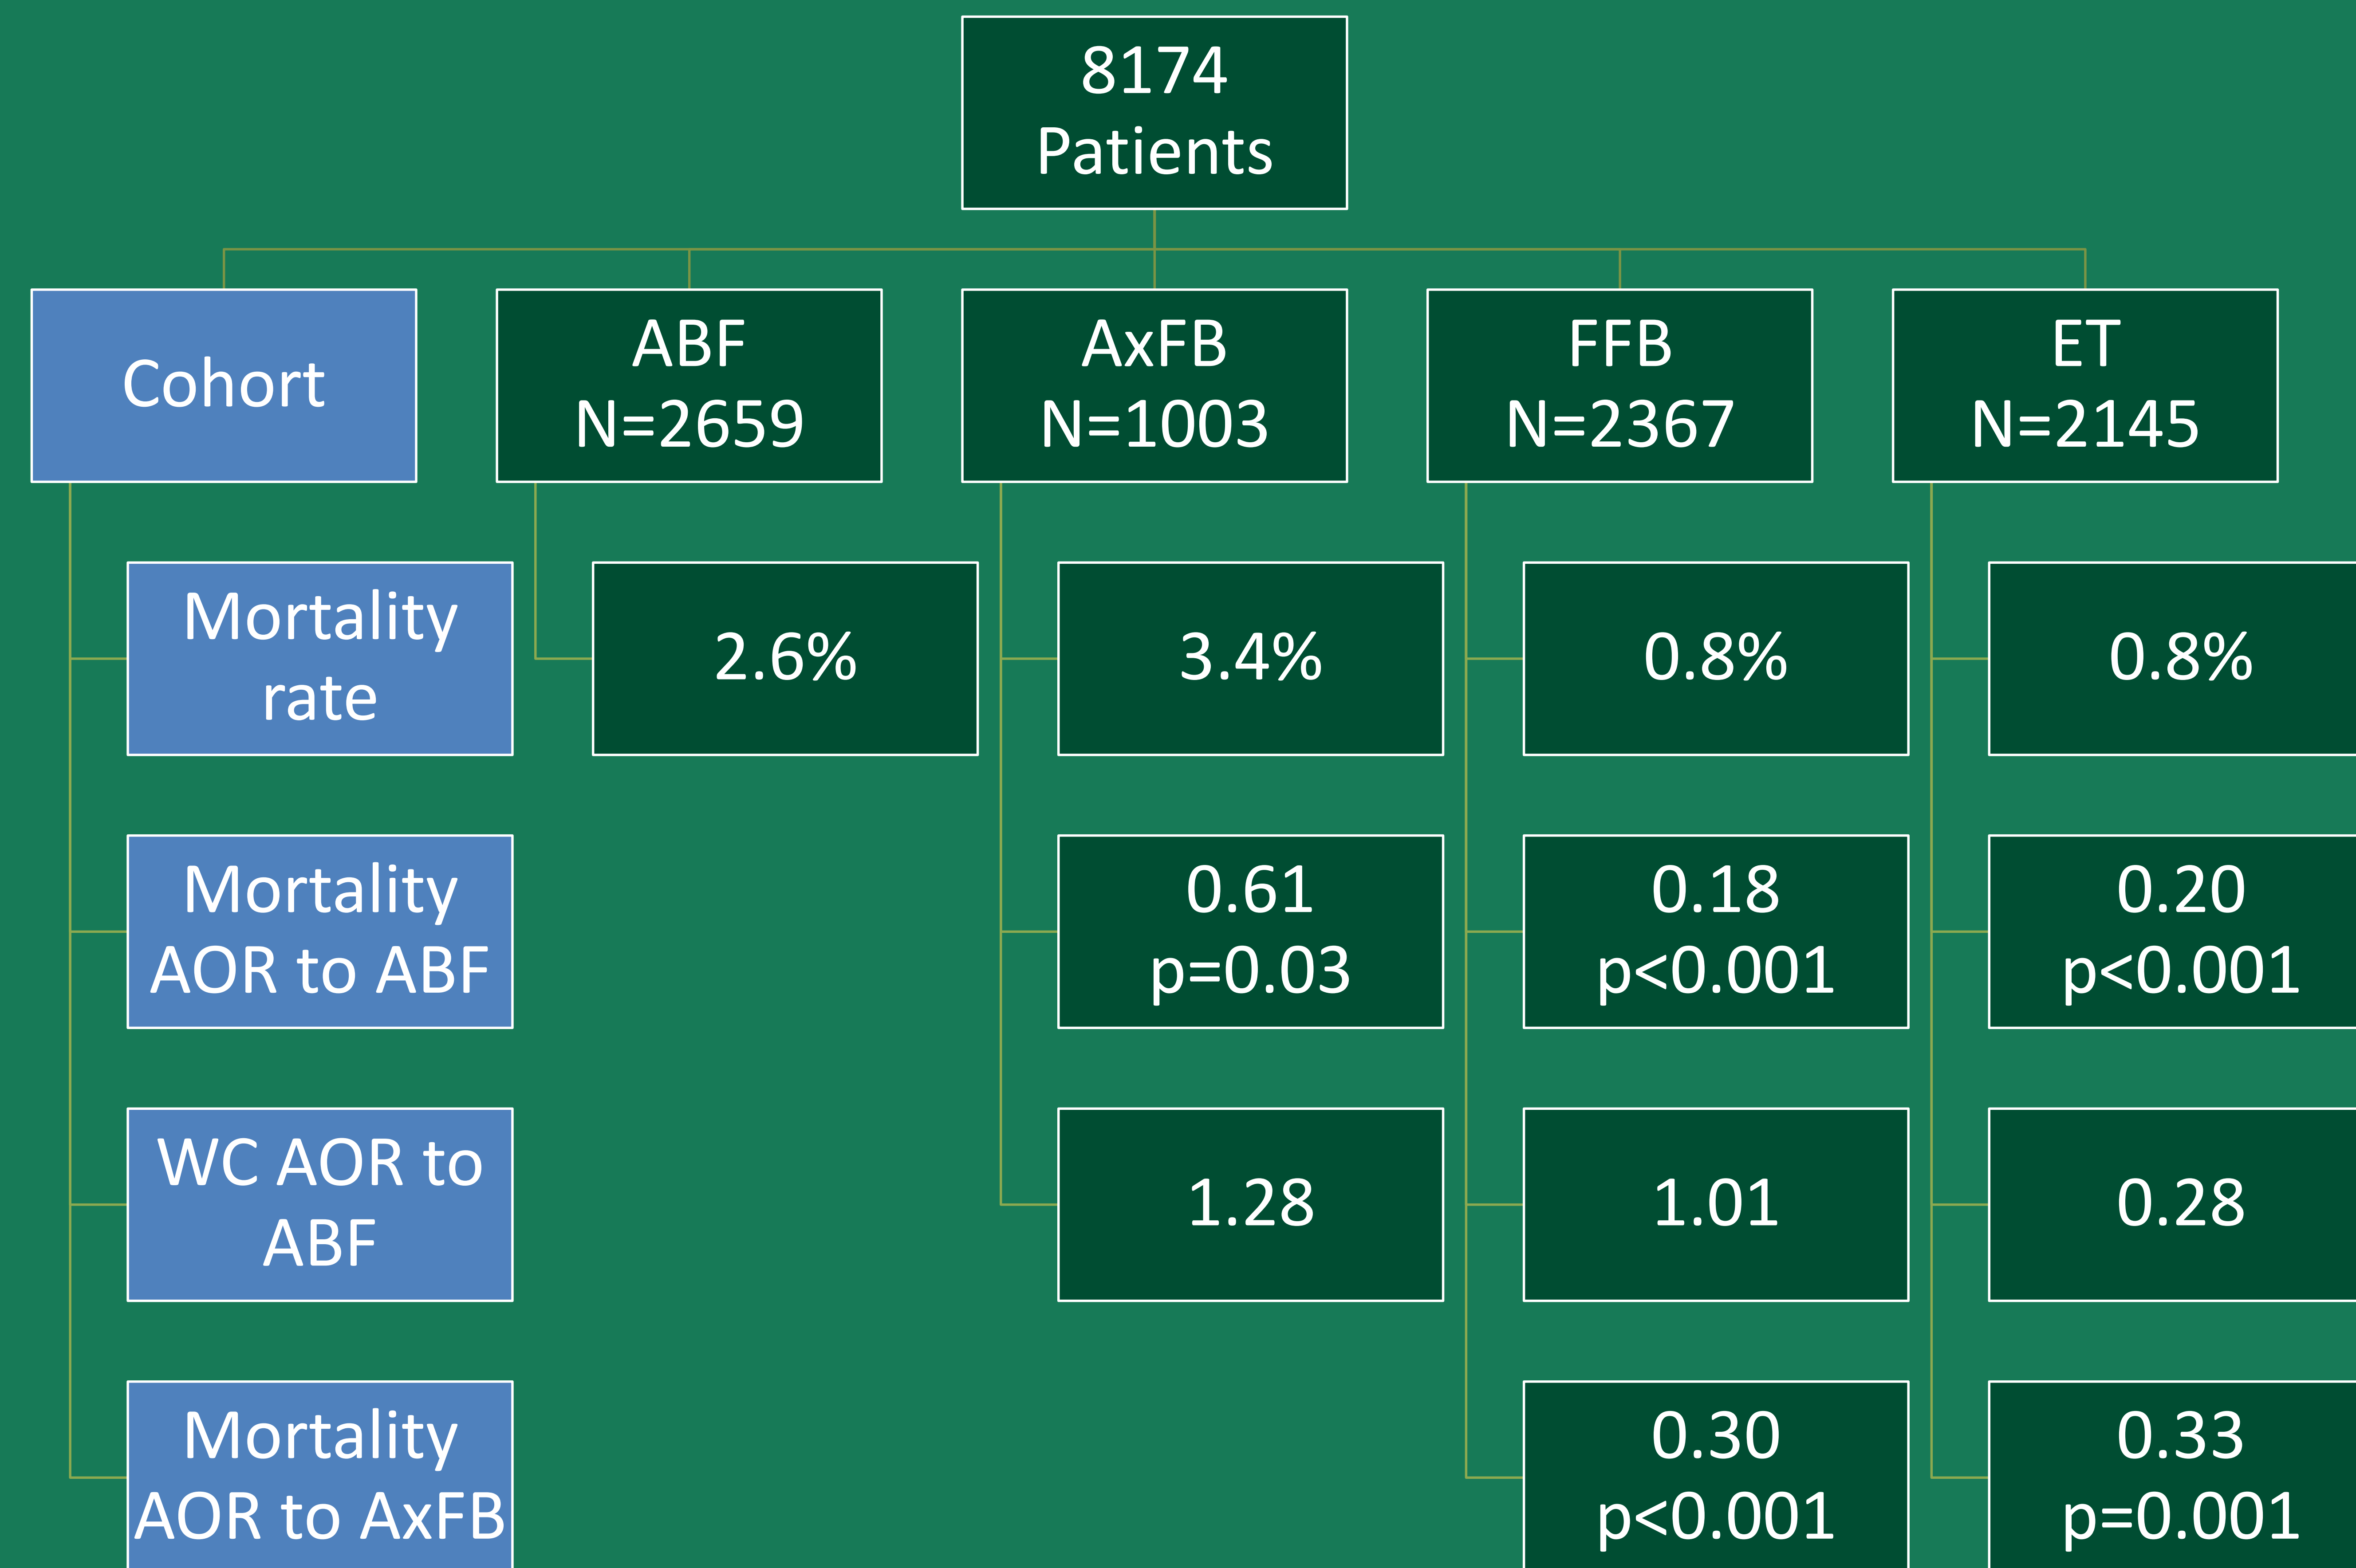 8174
Patients
Cohort
ABF
N=2659
AxFB
N=1003
FFB
N=2367
ET
N=2145
Mortality
rate
2.6%
3.4%
0.8%
0.8%
Mortality
AOR to ABF
0.61
p=0.03
0.18
p<0.001
0.20
p<0.001
WC AOR to
ABF
1.28
1.01
0.28
Mortality
AOR to AxFB
0.30
p<0.001
0.33
p=0.001